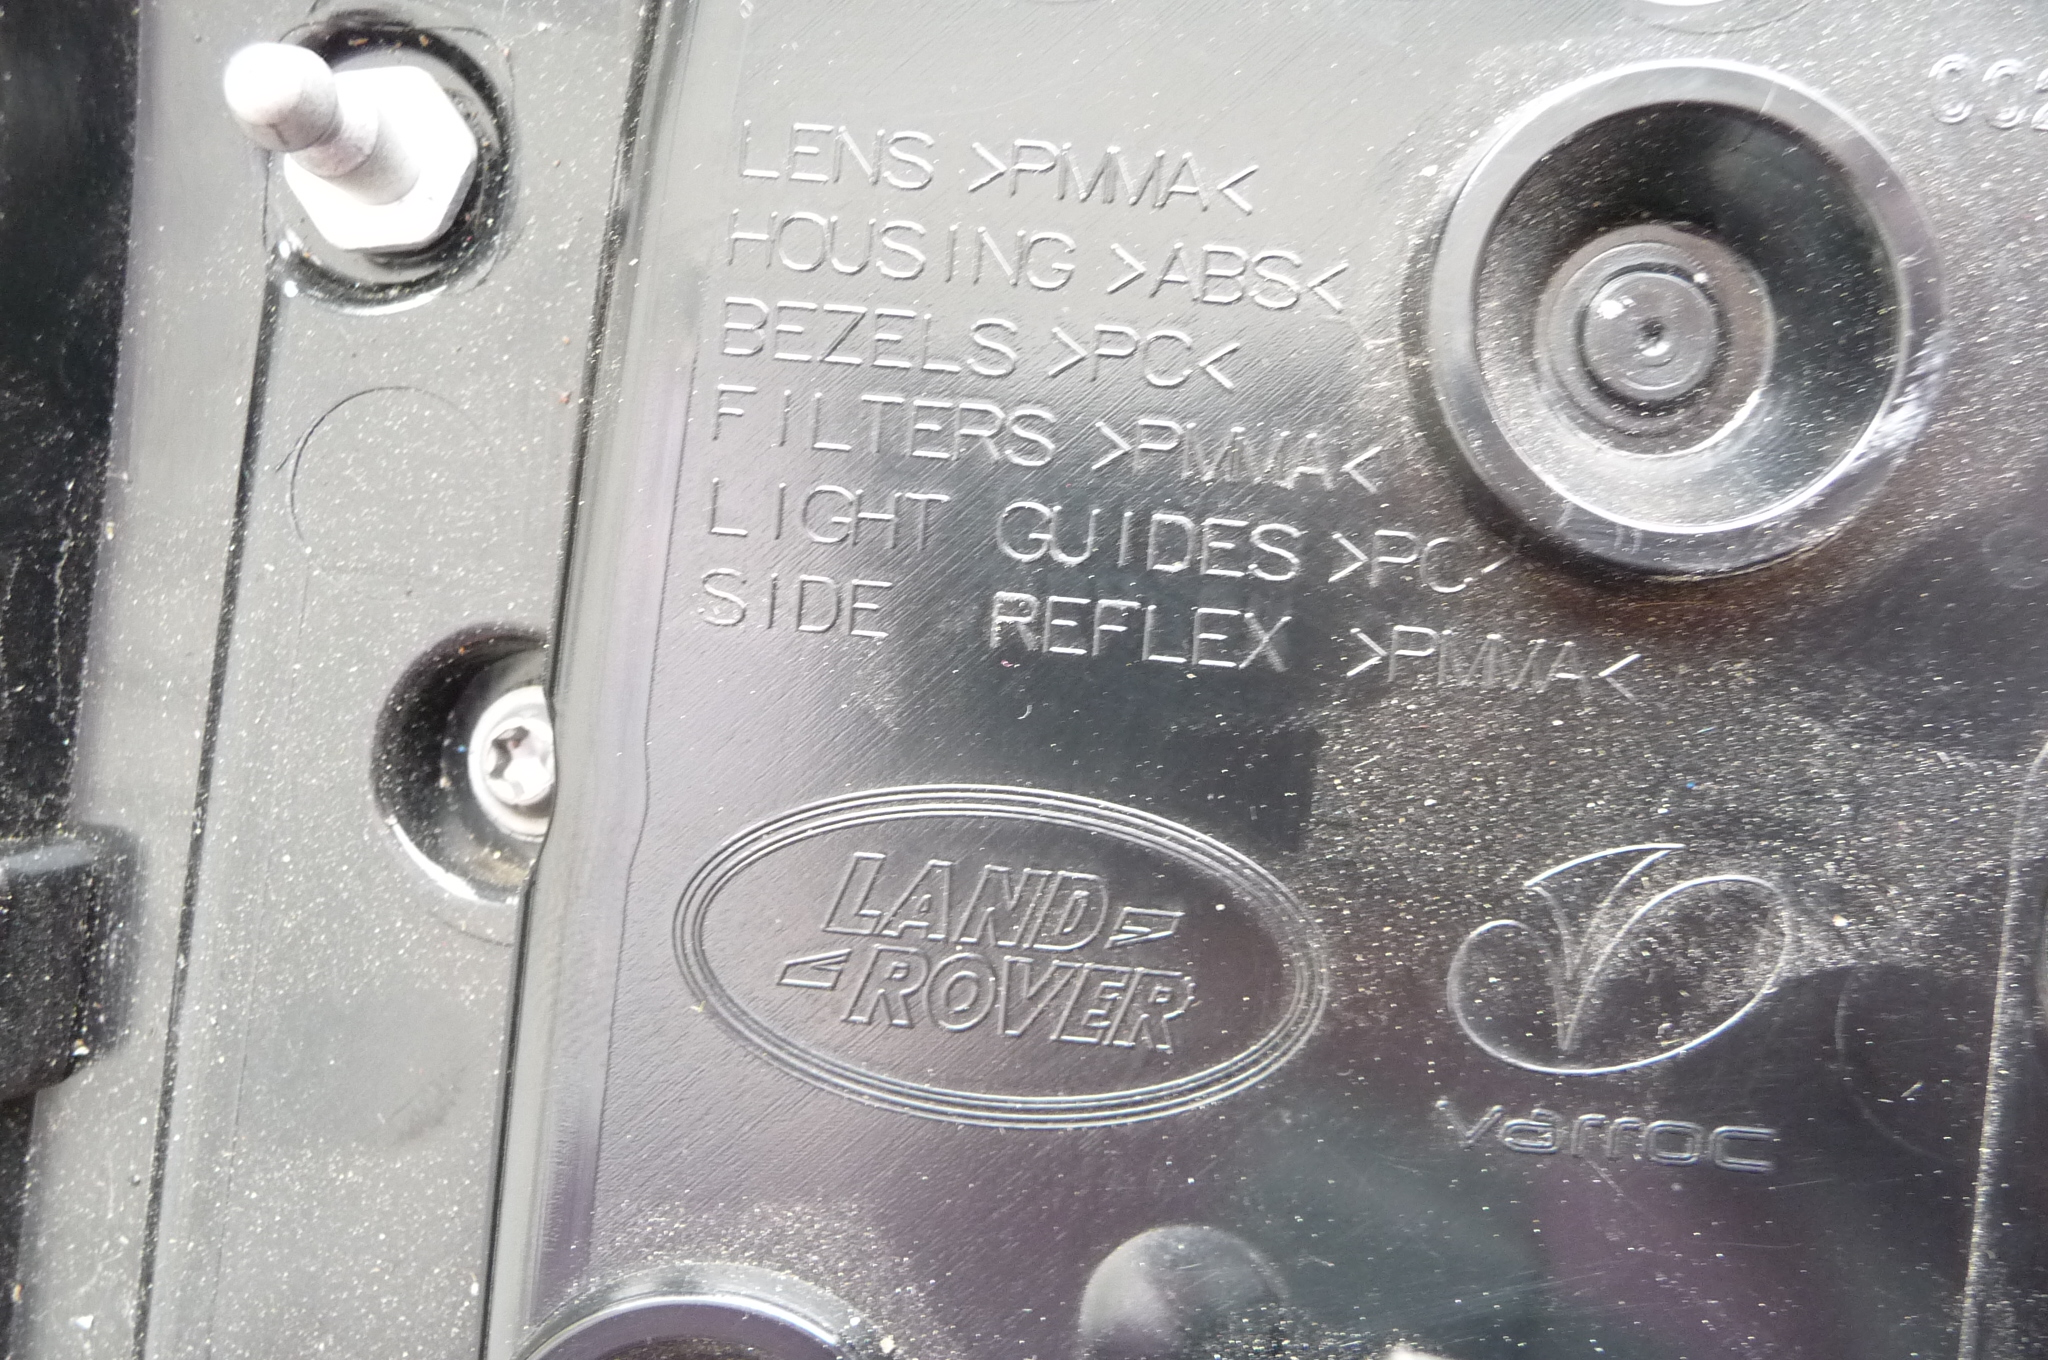 LENS >PMMA<
HOUSING >ABS<
BEZELS >PC<
FILTERS >PMMA<
LIGHT GUIDES >PC<
SIDE REFLEX >PMMA<
LAND
ROVER
varroc